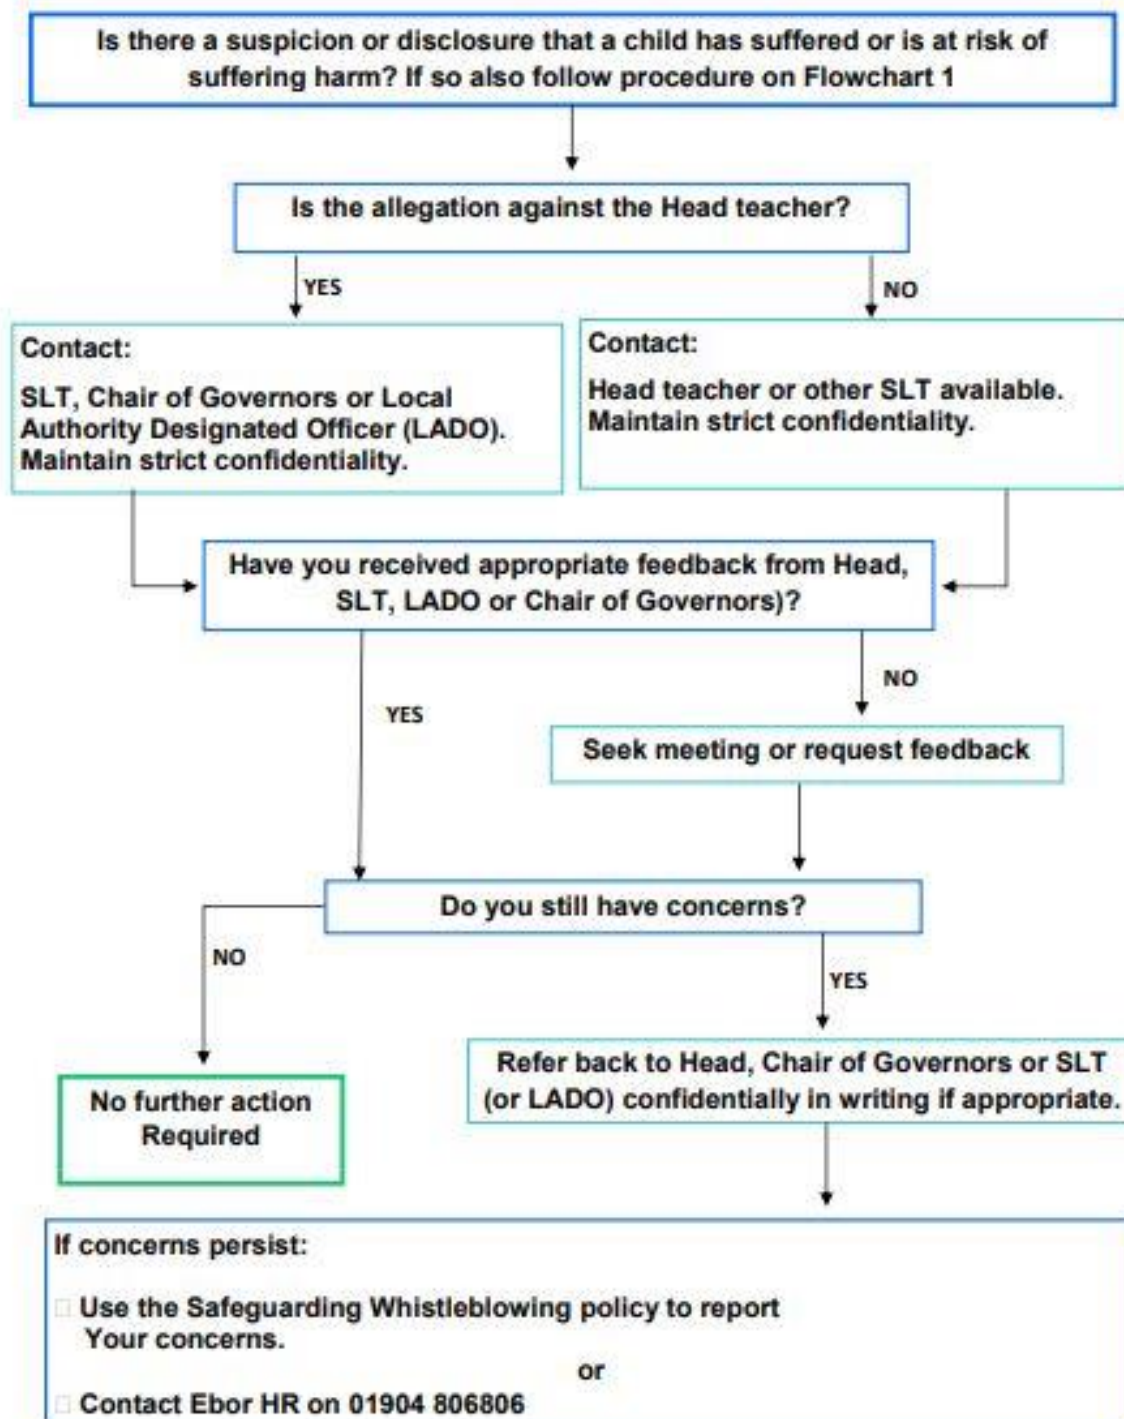 Is there a suspicion or disclosure that a child has suffered or is at risk of
suffering harm? If so also follow procedure on Flowchart 1
Is the allegation against the Head teacher?
YES
NO
Contact:
SLT, Chair of Governors or Local
Authority Designated Officer (LADO).
Maintain strict confidentiality.
Contact:
Head teacher or other SLT available.
Maintain strict confidentiality.
Have you received appropriate feedback from Head,
SLT, LADO or Chair of Governors)?
YES
NO
Seek meeting or request feedback
Do you still have concerns?
NO
YES
No further action
Required
Refer back to Head, Chair of Governors or SLT
(or LADO) confidentially in writing if appropriate.
If concerns persist:
Use the Safeguarding Whistleblowing policy to report
Your concerns.
or
Contact Ebor HR on 01904 806806